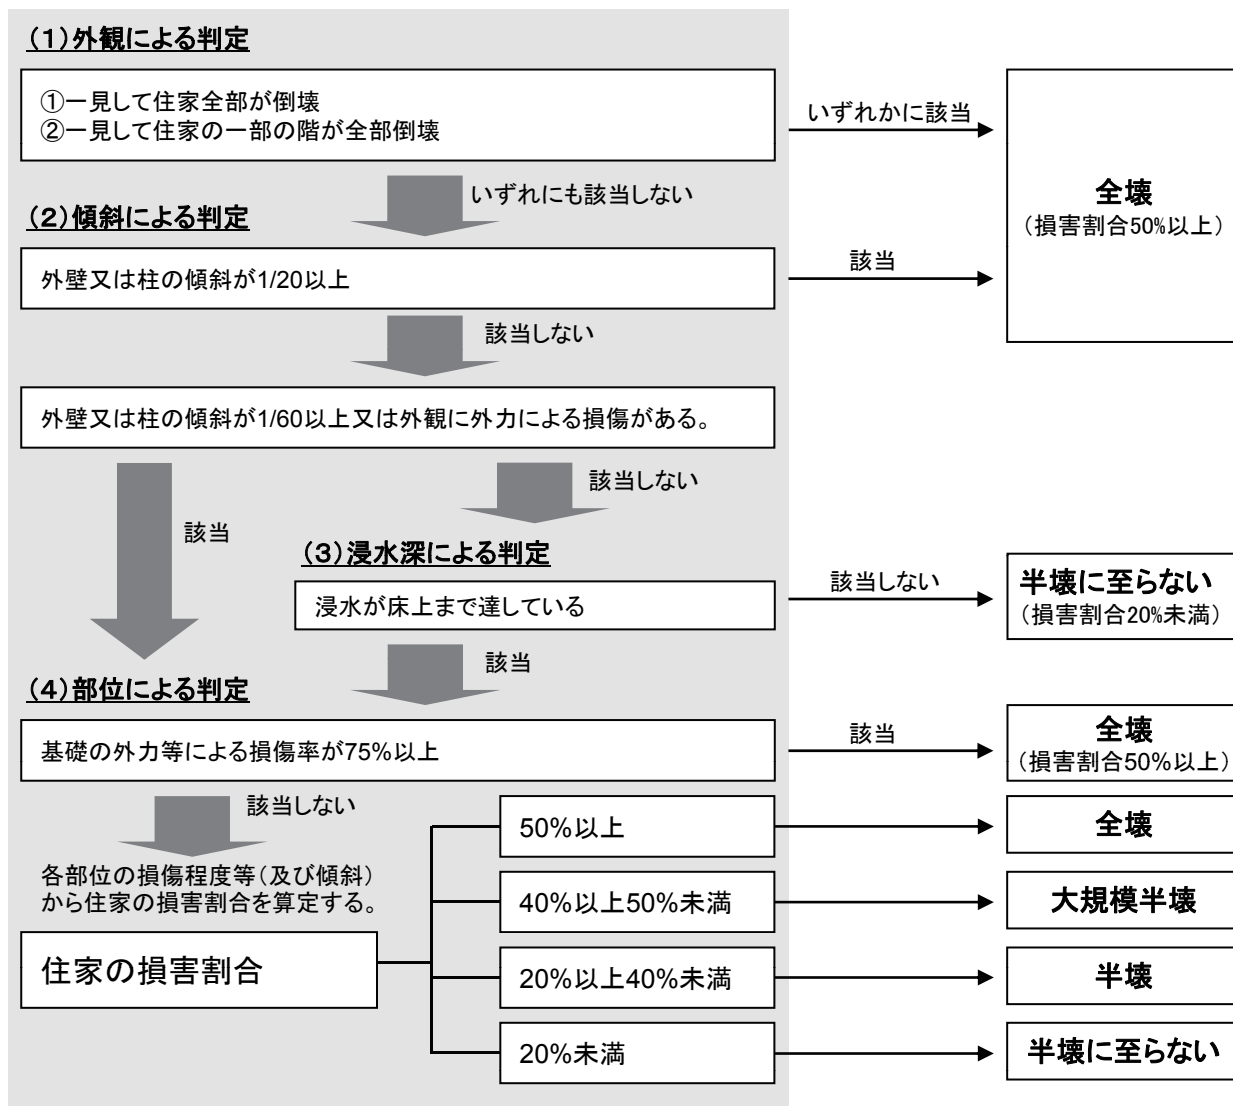 (1)外観による判定
①一見して住家全部が倒壊
②一見して住家の一部の階が全部倒壊
いずれかに該当
全壊
(損害割合50%以上)
いずれにも該当しない
(2)傾斜による判定
外壁又は柱の傾斜が1/20以上
該当
該当しない
外壁又は柱の傾斜が1/60以上又は外観に外力による損傷がある。
該当
該当しない
(3)浸水深による判定
浸水が床上まで達している
該当しない
半壊に至らない
(損害割合20%未満)
該当
(4)部位による判定
基礎の外力等による損傷率が75%以上
該当
全壊
(損害割合50%以上)
該当しない
各部位の損傷程度等(及び傾斜)
から住家の損害割合を算定する。
住家の損害割合
50%以上
全壊
40%以上50%未満
大規模半壊
20%以上40%未満
半壊
20%未満
半壊に至らない